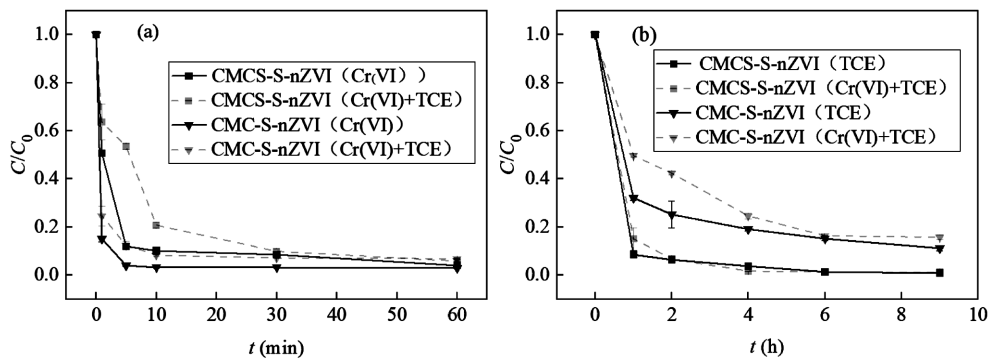 (a)
CMCS-S-nZVI（Cr(VI)）
CMCS-S-nZVI（Cr(VI)+TCE）
CMC-S-nZVI（Cr(VI)）
CMC-S-nZVI（Cr(VI)+TCE）
C/C0
1.0
0.8
0.6
0.4
0.2
0.0
0 10 20 30 40 50 60
t (min)
(b)
CMCS-S-nZVI（TCE）
CMCS-S-nZVI（Cr(VI)+TCE）
CMC-S-nZVI（TCE）
CMC-S-nZVI（Cr(VI)+TCE）
C/C0
1.0
0.8
0.6
0.4
0.2
0.0
0 2 4 6 8 10
t (h)